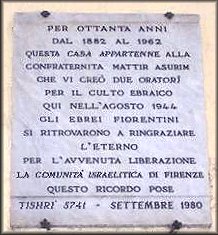 PER OTTANTA ANNI
DAL 1882 AL 1962
QUESTA CASA APPARTENNE ALLA
CONFRATERNITA MATTIR ASURIM
CHE VI CREÒ DUE ORATORÎ
PER IL CULTO EBRAICO
QUI NELL'AGOSTO 1944
GLI EBREI FIORENTINI
SI RITROVARONO A RINGRAZIARE
L'ETERNO
PER L'AVVENUTA LIBERAZIONE
LA COMUNITÀ ISRAELITICA DI FIRENZE
QUESTO RICORDO POSE
TISHRÌ 5741 - SETTEMBRE 1980